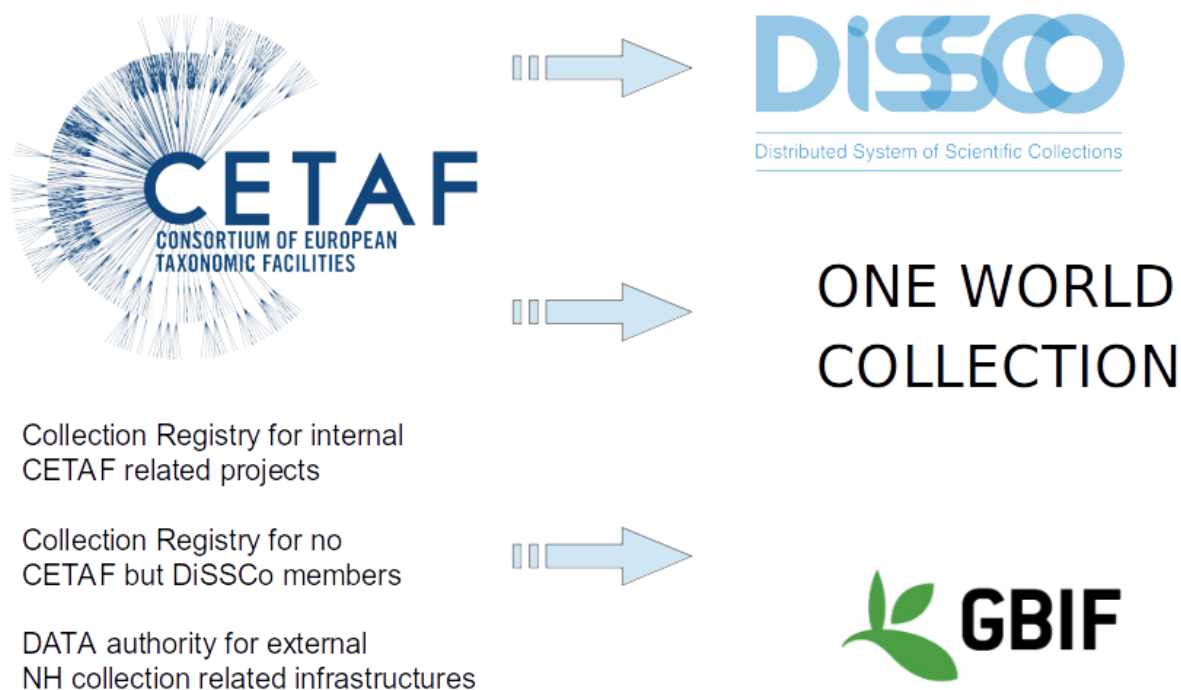 CETAF
CONSORTIUM OF EUROPEAN
TAXONOMIC FACILITIES
Collection Registry for internal
CETAF related projects
Collection Registry for no
CETAF but DiSSCo members
DATA authority for external
NH collection related infrastructures
DiSSCO
Distributed System of Scientific Collections
ONE WORLD
COLLECTION
GBIF